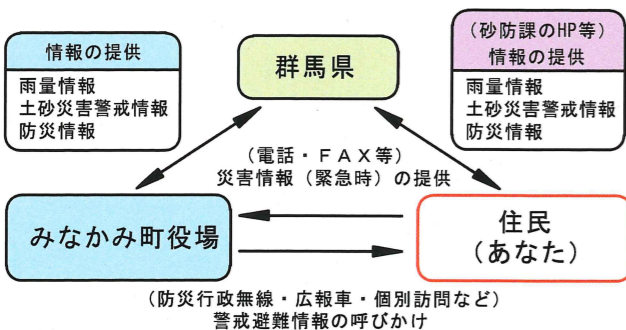 情報の提供
雨量情報
土砂災害警戒情報
防災情報
群馬県
(砂防課のHP等)
情報の提供
雨量情報
土砂災害警戒情報
防災情報
(電話・FAX等)
災害情報(緊急時)の提供
みなかみ町役場
住民
(あなた)
(防災行政無線・広報車・個別訪問など)
警戒避難情報の呼びかけ